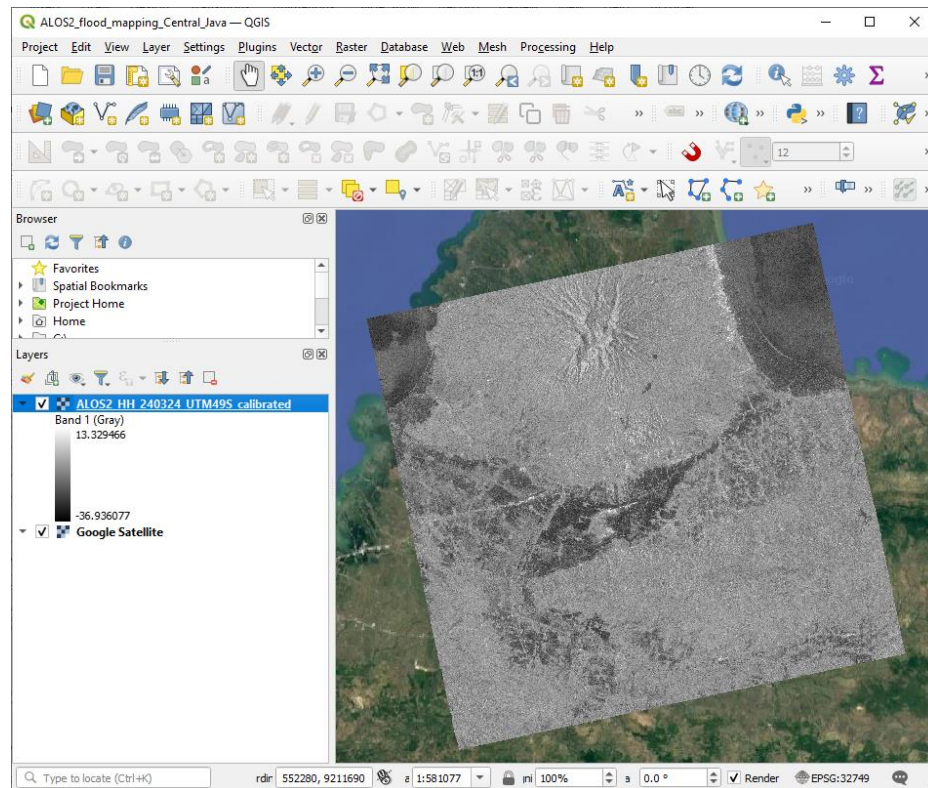 ALOS2_flood_mapping_Central_Java — QGIS
Project Edit View Layer Settings Plugins Vector Raster Database Web Mesh Processing Help
12
Browser
Favorites
Spatial Bookmarks
Project Home
Home
Layers
ALOS2_HH_240324_UTM49S_calibrated
Band 1 (Gray)
13.329466
-36.936077
Google Satellite
Type to locate (Ctrl+K) rdir 552280, 9211690 a 1:581077 ni 100% a 0.0 ° Render EPSG:32749